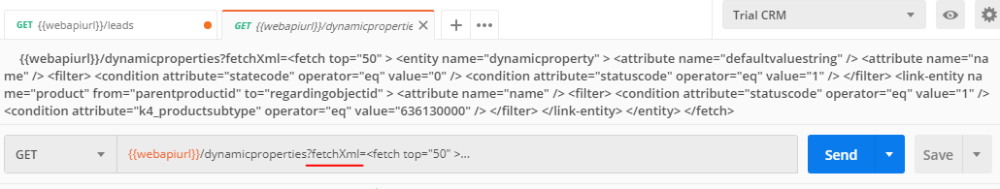 GET {{webapiurl}}/leads
GET {{webapiurl}}/dynamicpropertie
Trial CRM
{{webapiurl}}/dynamicproperties?fetchXml=<fetch top="50" > <entity name="dynamicproperty" > <attribute name="defaultvaluestring" /> <attribute name="na
me" /> <filter> <condition attribute="statecode" operator="eq" value="0" /> <condition attribute="statuscode" operator="eq" value="1" /> </filter> <link-entity na
me="product" from="parentproductid" to="regardingobjectid" > <attribute name="name" /> <filter> <condition attribute="statuscode" operator="eq" value="1" />
<condition attribute="k4_productsubtype" operator="eq" value="636130000" /> </filter> </link-entity> </entity> </fetch>
GET
{{webapiurl}}/dynamicproperties?fetchXml=<fetch top="50" >...
Send
Save